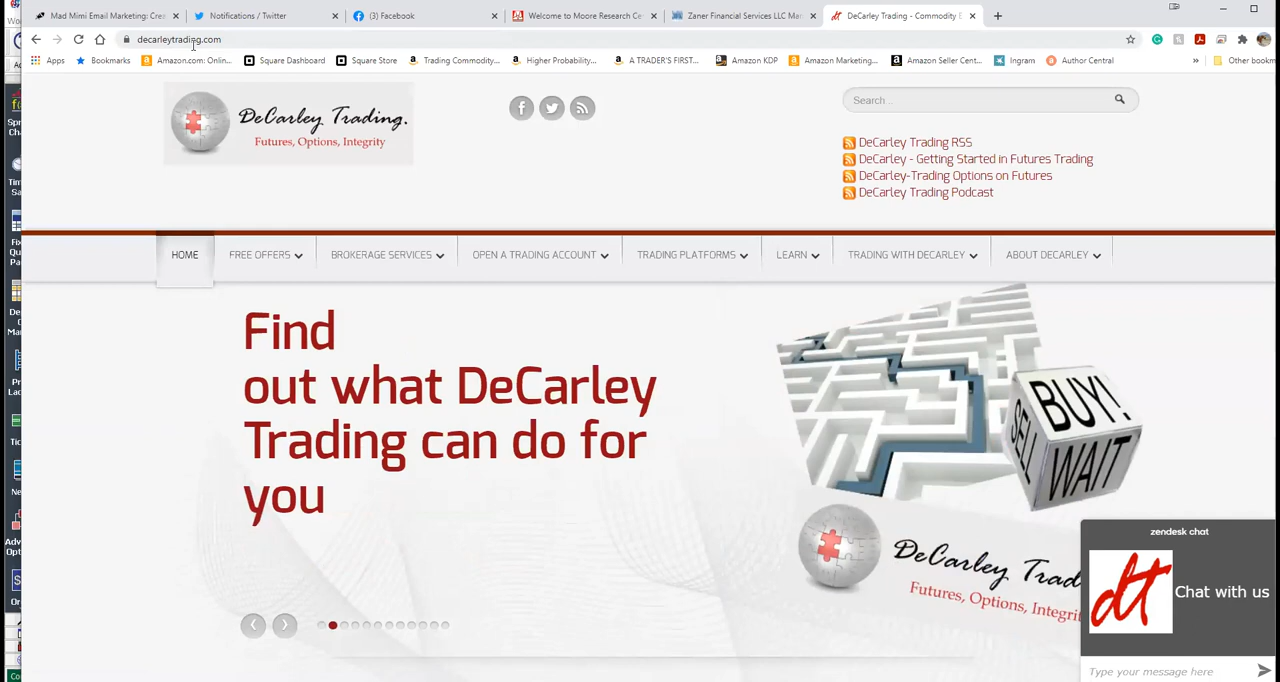 Mad Mimi Email Marketing: Cre
Notifications / Twitter
(3) Facebook
Welcome to Moore Research Ce
Zaner Financial Services LLC Mar
DeCarley Trading - Commodity B
decarleytrading.com
Apps
Bookmarks
Amazon.com: Onlin...
Square Dashboard
Square Store
Trading Commodity...
Higher Probability...
A TRADER'S FIRST...
Amazon KDP
Amazon Marketing...
Amazon Seller Cent...
Ingram
Author Central
Other bookm
DeCarley Trading.
Futures, Options, Integrity
Search ..
DeCarley Trading RSS
DeCarley - Getting Started in Futures Trading
DeCarley-Trading Options on Futures
DeCarley Trading Podcast
HOME
FREE OFFERS
BROKERAGE SERVICES
OPEN A TRADING ACCOUNT
TRADING PLATFORMS
LEARN
TRADING WITH DECARLEY
ABOUT DECARLEY
Find
out what DeCarley
Trading can do for
you
BUY!
SELL
WAIT
DeCarley Trad
Futures, Options, Integrit
zendesk chat
dt
Chat with us
Type your message here